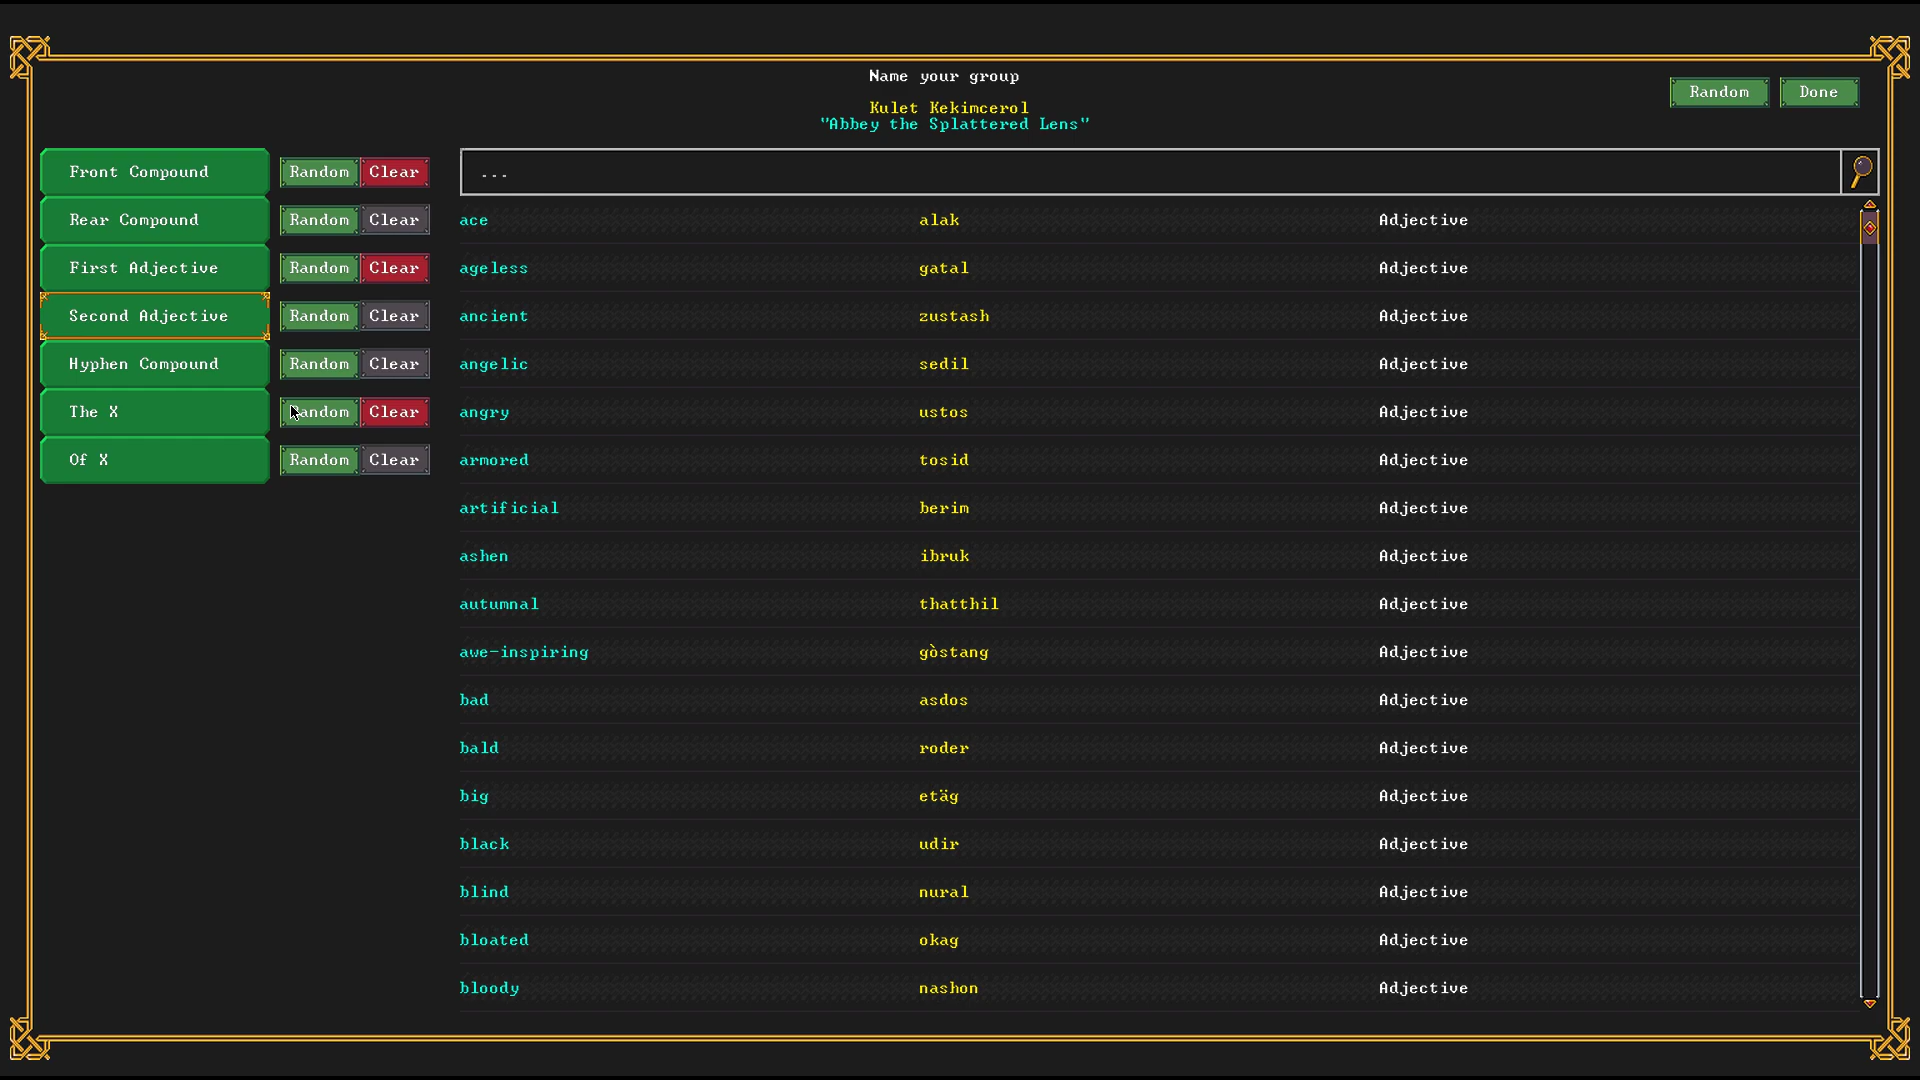 Name your group
Kulet Kekimcerol
"Abbey the Splattered Lens"
Random Done
Front Compound Random Clear
Rear Compound Random Clear
First Adjective Random Clear
Second Adjective Random Clear
Hyphen Compound Random Clear
The X Random Clear
Of X Random Clear
...
ace alak Adjective
ageless gatal Adjective
ancient zustash Adjective
angelic sedil Adjective
angry ustos Adjective
armored tosid Adjective
artificial berim Adjective
ashen ibruk Adjective
autumnal thatthil Adjective
awe-inspiring gòstang Adjective
bad asdos Adjective
bald roder Adjective
big etäg Adjective
black udir Adjective
blind nural Adjective
bloated okag Adjective
bloody nashon Adjective